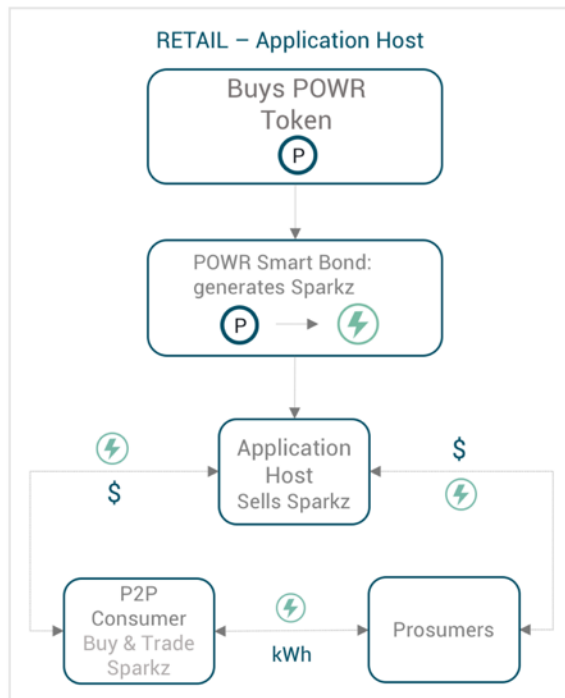 RETAIL – Application Host
Buys POWR
Token
P
POWR Smart Bond:
generates Sparkz
P
Application
Host
Sells Sparkz
$
$
P2P
Consumer
Buy & Trade
Sparkz
kWh
Prosumers